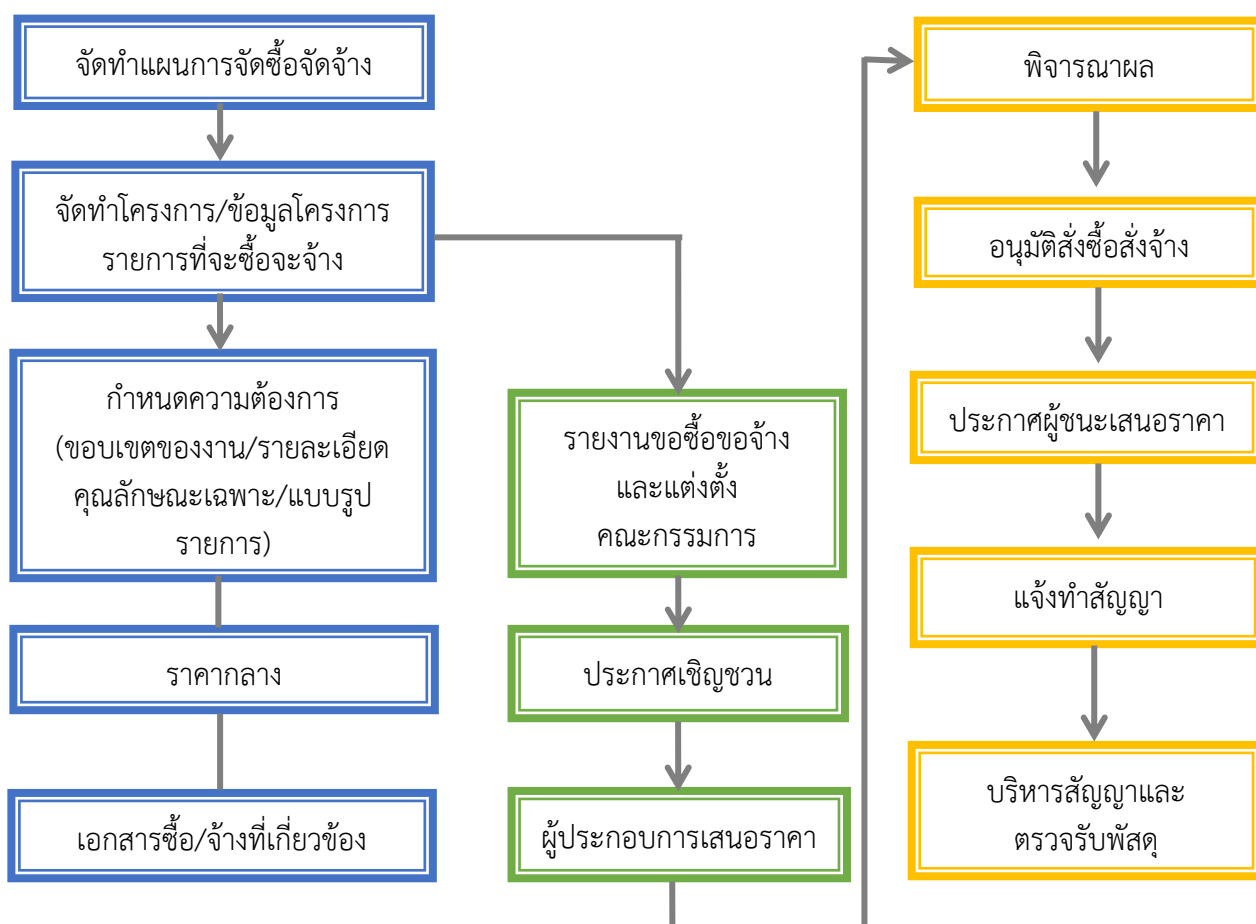 จัดทำแผนการจัดซื้อจัดจ้าง
จัดทำโครงการ/ข้อมูลโครงการ
รายการที่จะซื้อจะจ้าง
กำหนดความต้องการ
(ขอบเขตของงาน/รายละเอียด
คุณลักษณะเฉพาะ/แบบรูป
รายการ)
ราคากลาง
เอกสารซื้อ/จ้างที่เกี่ยวข้อง
รายงานขอซื้อขอจ้าง
และแต่งตั้ง
คณะกรรมการ
ประกาศเชิญชวน
ผู้ประกอบการเสนอราคา
พิจารณาผล
อนุมัติสั่งซื้อสั่งจ้าง
ประกาศผู้ชนะเสนอราคา
แจ้งทำสัญญา
บริหารสัญญาและ
ตรวจรับพัสดุ